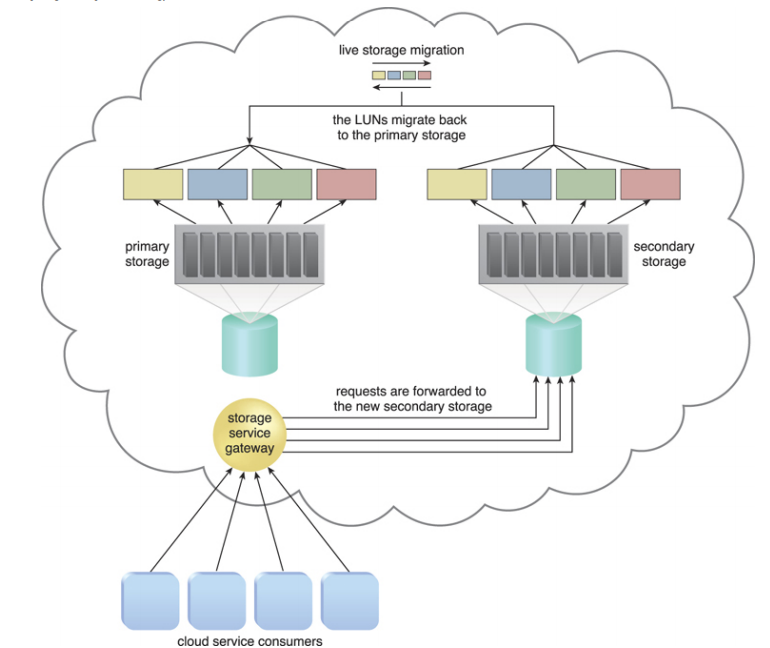 live storage migration
the LUNs migrate back
to the primary storage
primary
storage
secondary
storage
requests are forwarded to
the new secondary storage
storage
service
gateway
cloud service consumers